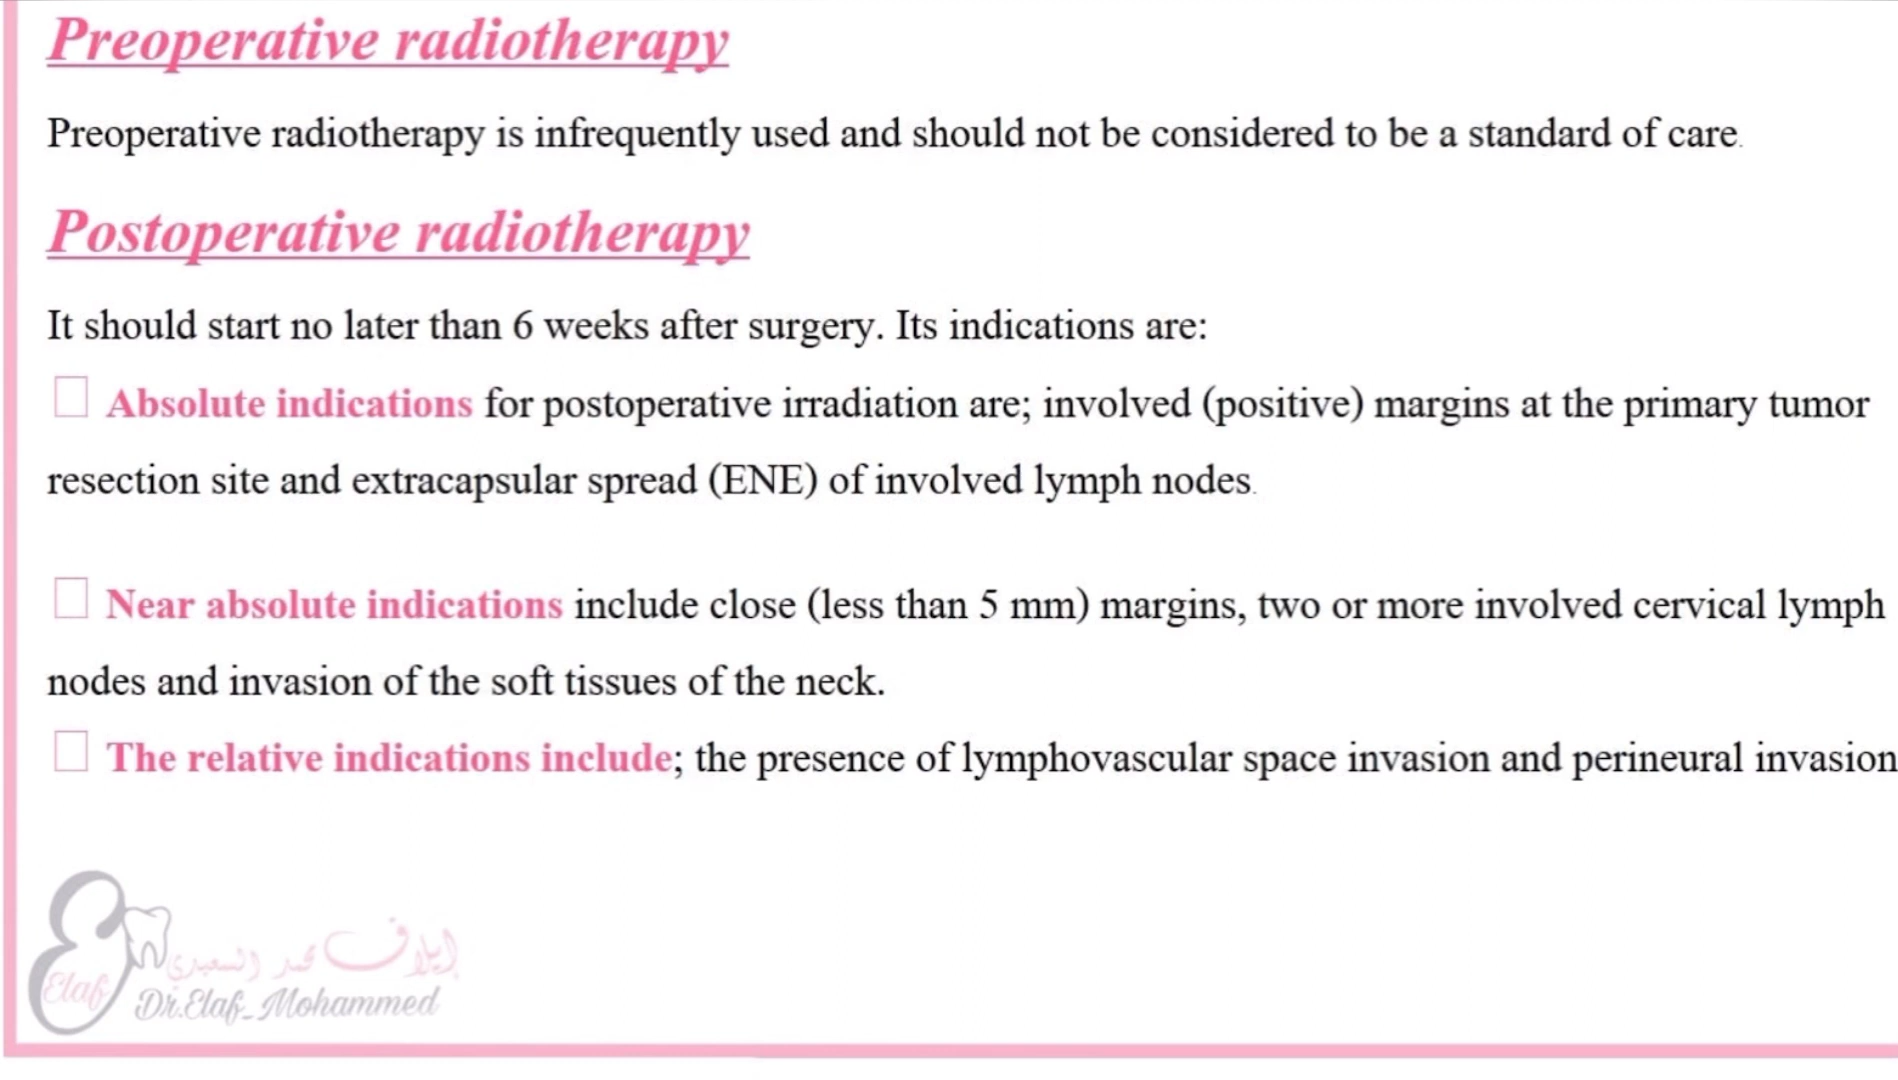 Preoperative radiotherapy
Preoperative radiotherapy is infrequently used and should not be considered to be a standard of care.
Postoperative radiotherapy
It should start no later than 6 weeks after surgery. Its indications are:
Absolute indications for postoperative irradiation are; involved (positive) margins at the primary tumor
resection site and extracapsular spread (ENE) of involved lymph nodes.
Near absolute indications include close (less than 5 mm) margins, two or more involved cervical lymph
nodes and invasion of the soft tissues of the neck.
The relative indications include; the presence of lymphovascular space invasion and perineural invasion
إيلاف محمد السعيدي
Elaf
Dr.Elaf_Mohammed